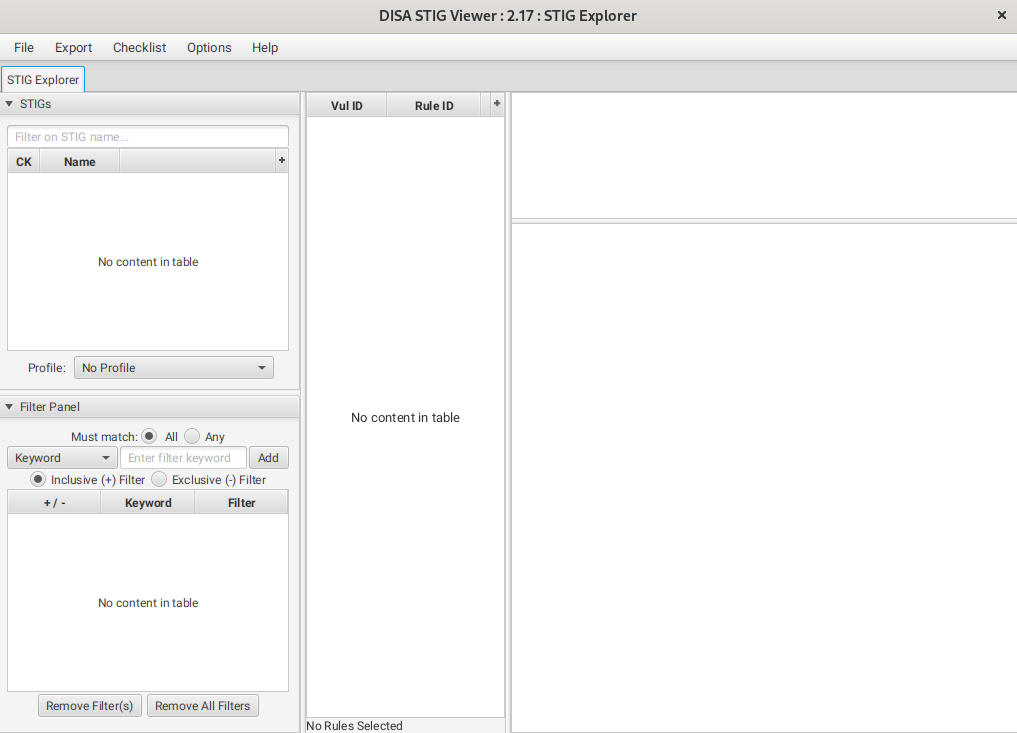 DISA STIG Viewer : 2.17 : STIG Explorer
File Export Checklist Options Help
STIG Explorer
STIGs
Filter on STIG name...
CK Name +
No content in table
Profile: No Profile
Filter Panel
Must match: All Any
Keyword Enter filter keyword Add
Inclusive (+) Filter Exclusive (-) Filter
+ / - Keyword Filter
No content in table
Remove Filter(s) Remove All Filters
Vul ID Rule ID +
No content in table
No Rules Selected